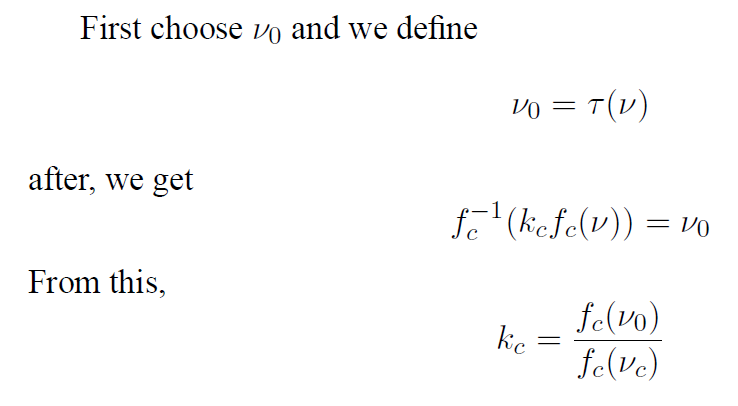 First choose ν₀ and we define
ν₀ = τ(ν)
after, we get
f_c⁻¹(k_c f_c(ν)) = ν₀
From this,
k_c = f_c(ν₀) / f_c(ν_c)